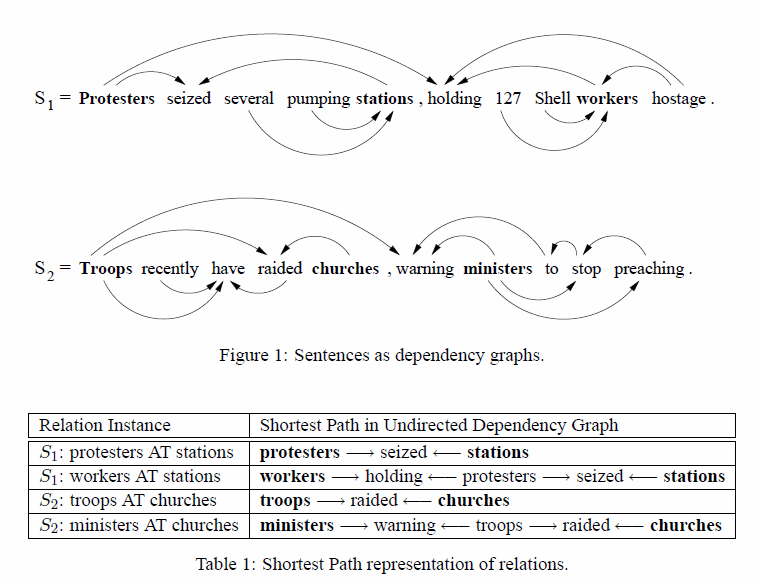 S1 = Protesters seized several pumping stations , holding 127 Shell workers hostage .
S2 = Troops recently have raided churches , warning ministers to stop preaching .
Figure 1: Sentences as dependency graphs.
Relation Instance Shortest Path in Undirected Dependency Graph
S1: protesters AT stations protesters → seized ← stations
S1: workers AT stations workers → holding ← protesters → seized ← stations
S2: troops AT churches troops → raided ← churches
S2: ministers AT churches ministers → warning ← troops → raided ← churches
Table 1: Shortest Path representation of relations.